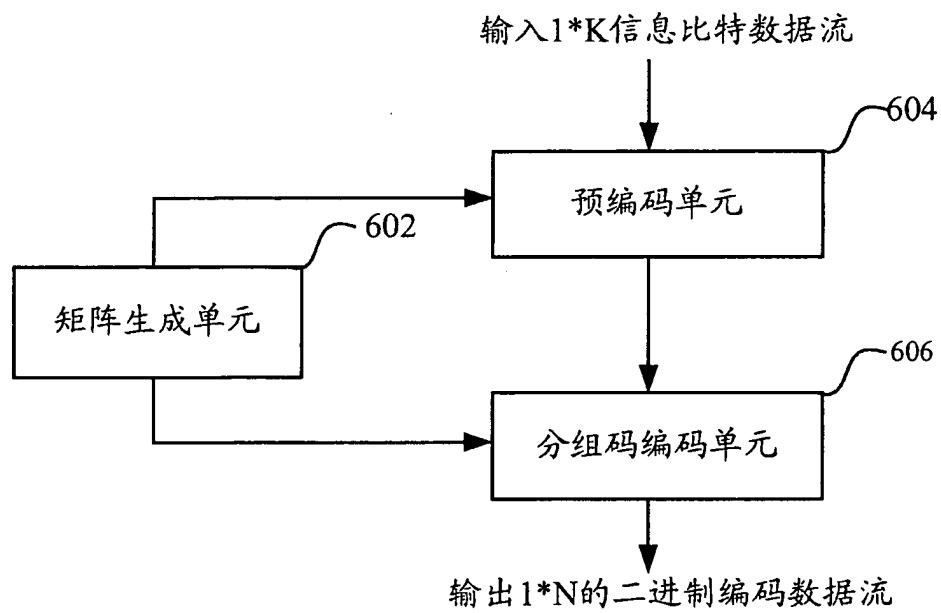 输入1*K信息比特数据流
604
预编码单元
602
矩阵生成单元
606
分组码编码单元
输出1*N的二进制编码数据流